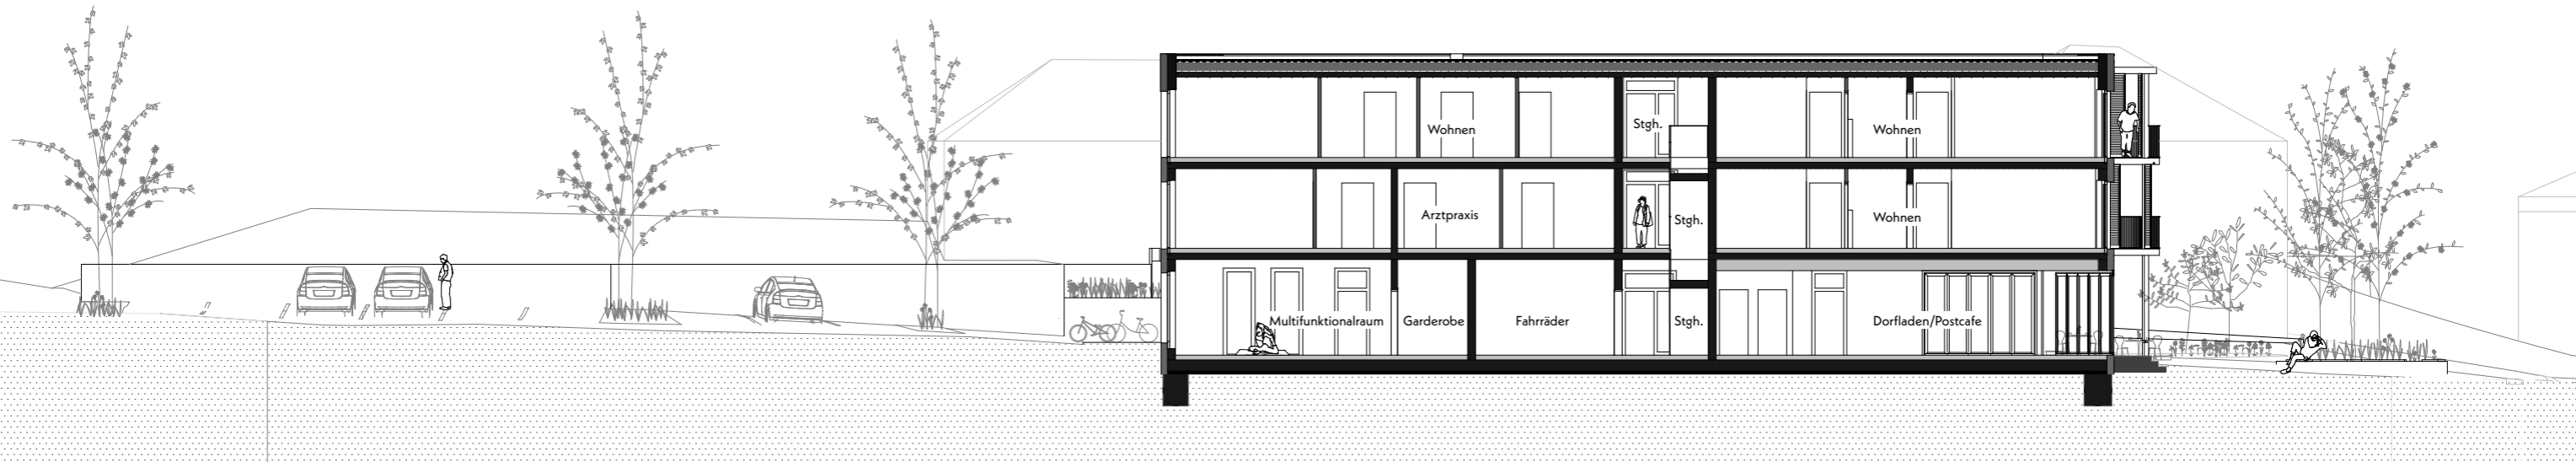 Wohnen
Stgh.
Wohnen
Arztpraxis
Stgh.
Wohnen
Multifunktionalraum
Garderobe
Fahrräder
Stgh.
Dorfladen/Postcafe